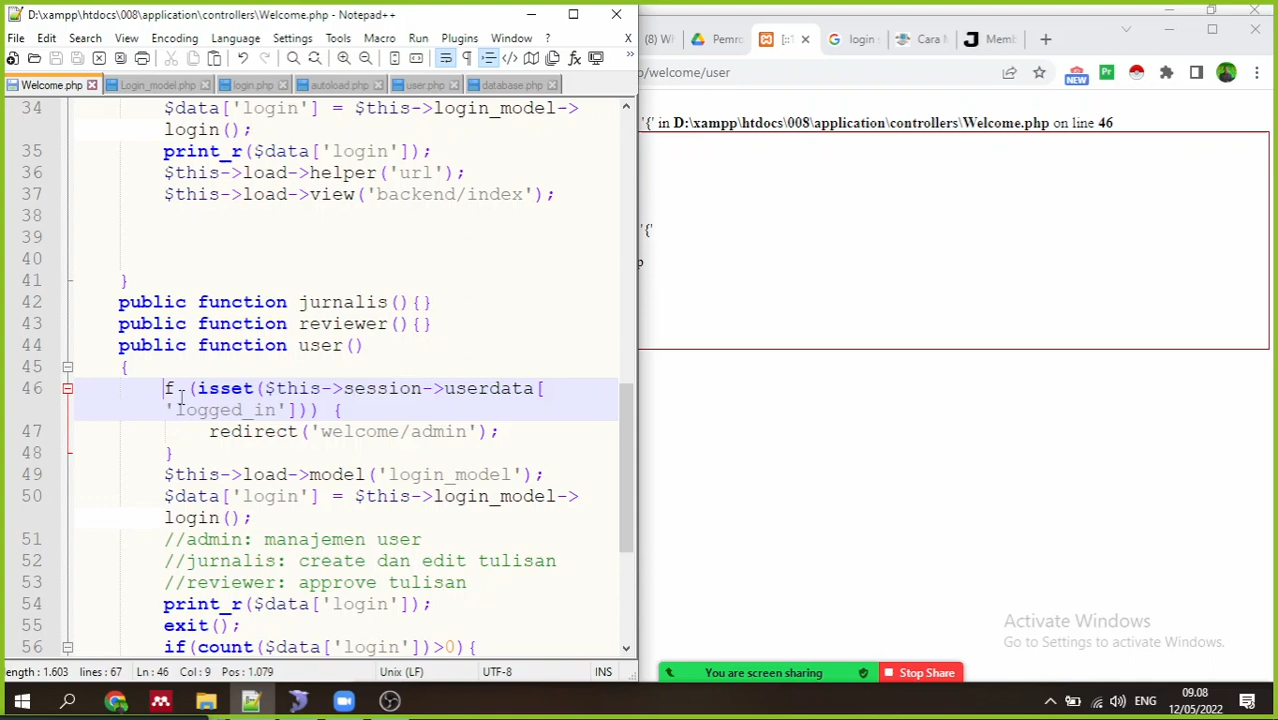 D:\xampp\htdocs\008\application\controllers\Welcome.php - Notepad++
File Edit Search View Encoding Language Settings Tools Macro Run Plugins Window ? X
Welcome.php Login_model.php login.php autoload.php user.php database.php
34 $data['login'] = $this->login_model->
login();
35 print_r($data['login']);
36 $this->load->helper('url');
37 $this->load->view('backend/index');
38
39
40
41 }
42 public function jurnalis(){}
43 public function reviewer(){}
44 public function user()
45 {
46 f (isset($this->session->userdata[
'logged_in'])) {
47 redirect('welcome/admin');
48 }
49 $this->load->model('login_model');
50 $data['login'] = $this->login_model->
login();
51 //admin: manajemen user
52 //jurnalis: create dan edit tulisan
53 //reviewer: approve tulisan
54 print_r($data['login']);
55 exit();
56 if(count($data['login'])>0){
ength : 1.603 lines : 67 Ln : 46 Col : 9 Pos : 1.079 Unix (LF) UTF-8 INS
(8) W Pemro [::1 login Cara M Memb
o/welcome/user
NEW
'{' in D:\xampp\htdocs\008\application\controllers\Welcome.php on line 46
'{'
p
Activate Windows
Go to Settings to activate Windows.
You are screen sharing Stop Share
ENG 09.08
12/05/2022